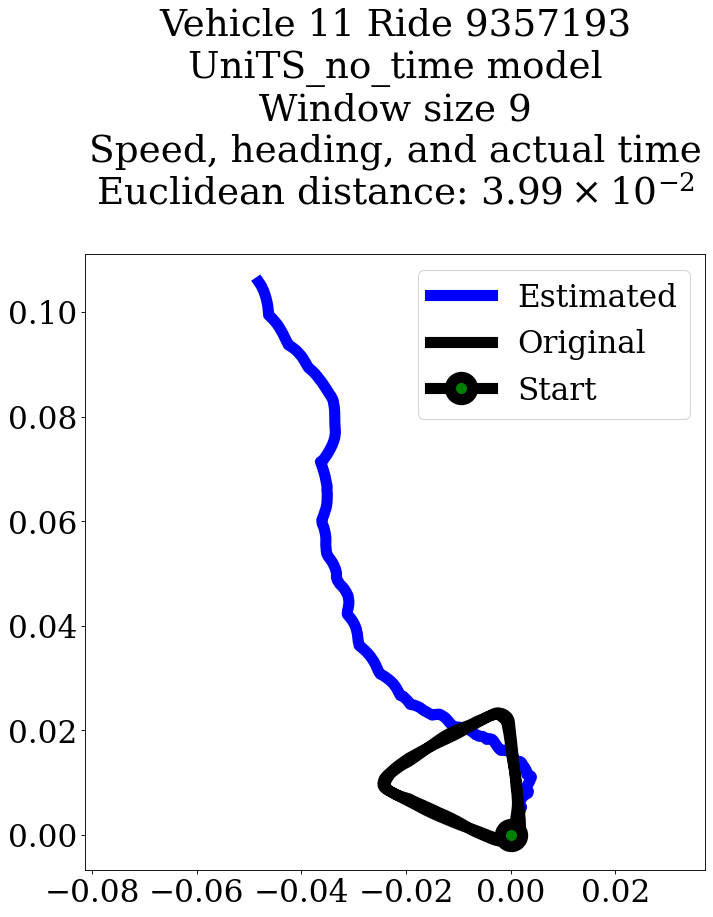 Vehicle 11 Ride 9357193
UniTS_no_time model
Window size 9
Speed, heading, and actual time
Euclidean distance: 3.99 × 10⁻²
Estimated
Original
Start
0.10
0.08
0.06
0.04
0.02
0.00
−0.08 −0.06 −0.04 −0.02 0.00 0.02